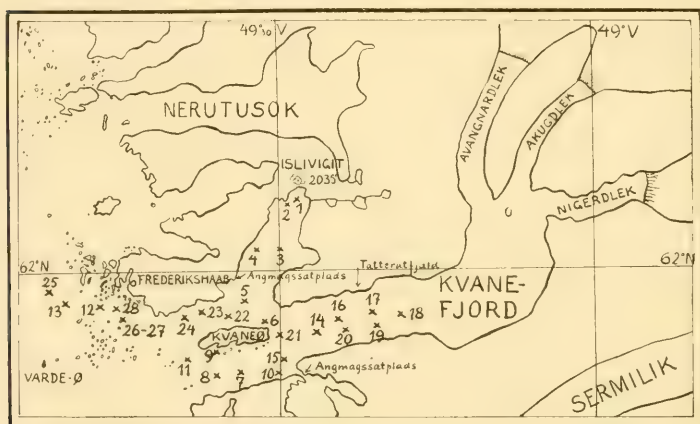 49°30 V
49°V
NERUTUSOK
AVANGNARDLEK
AKUGDLEK
ISLIVIGIT
2035
NIGERDLEK
2 1
4 3
62°N
62°N
FREDERIKSHAAB
Angmagssatplads
KVANE-
FJORD
25
13
12
28
26-27
24
23
22
5
6
16
17
18
14
20
19
KVANEØ
21
9
11
8
7
15
10
Angmagssatplads
VARDE-Ø
SERMILIK